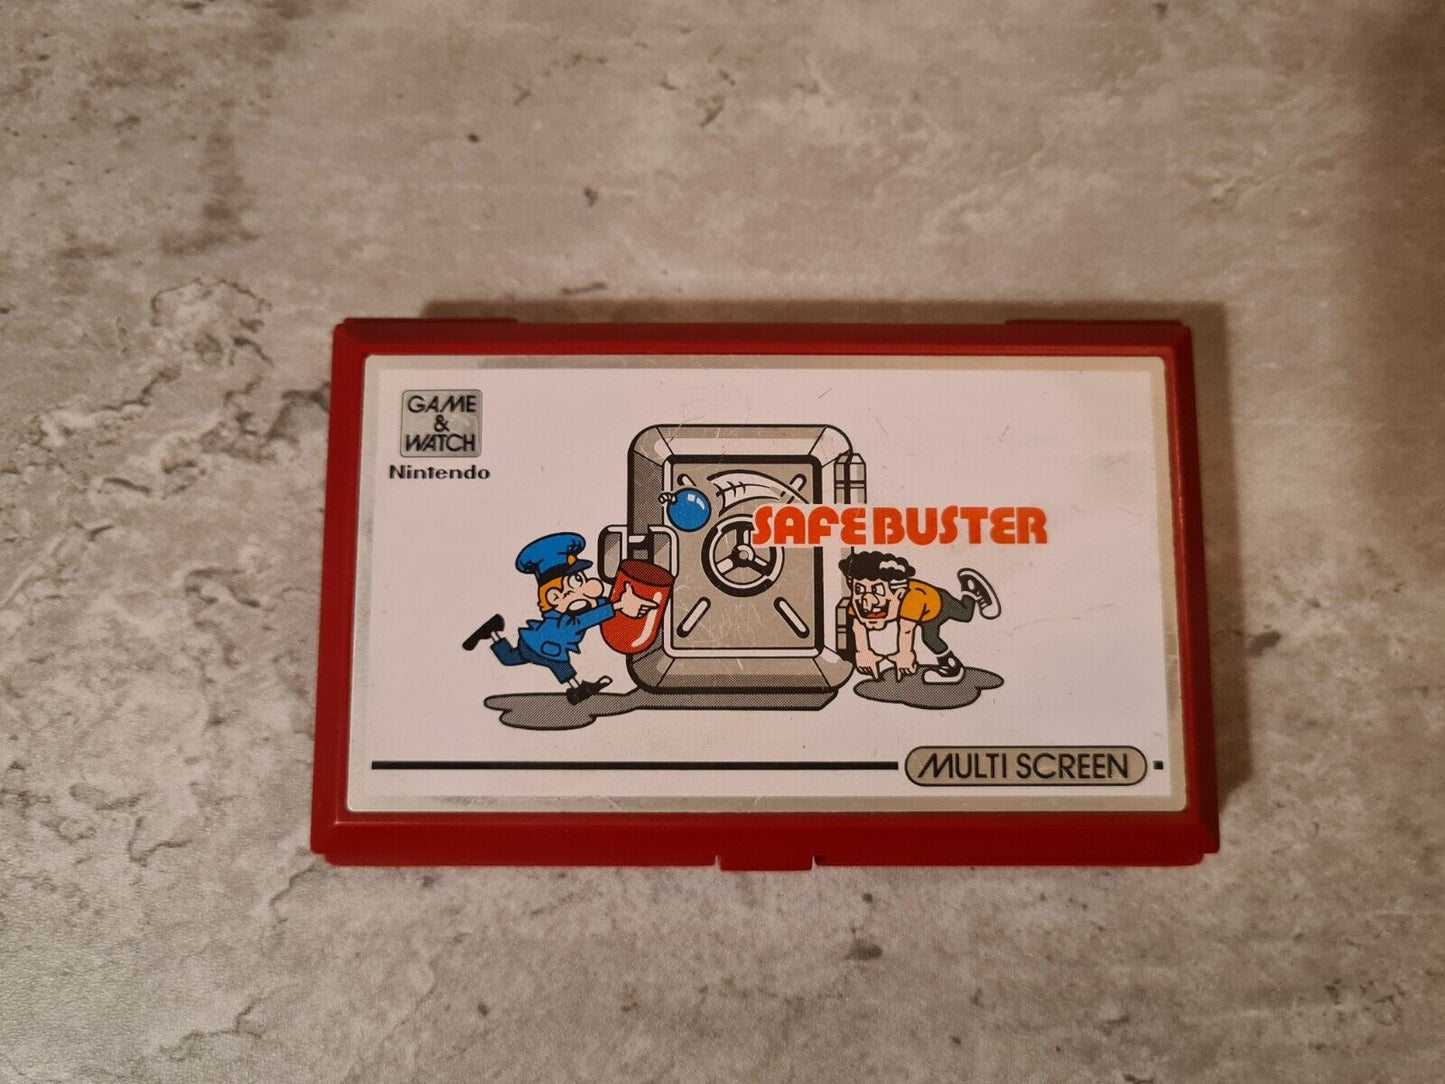 GAME
&
WATCH
Nintendo
SAFEBUSTER
MULTI SCREEN